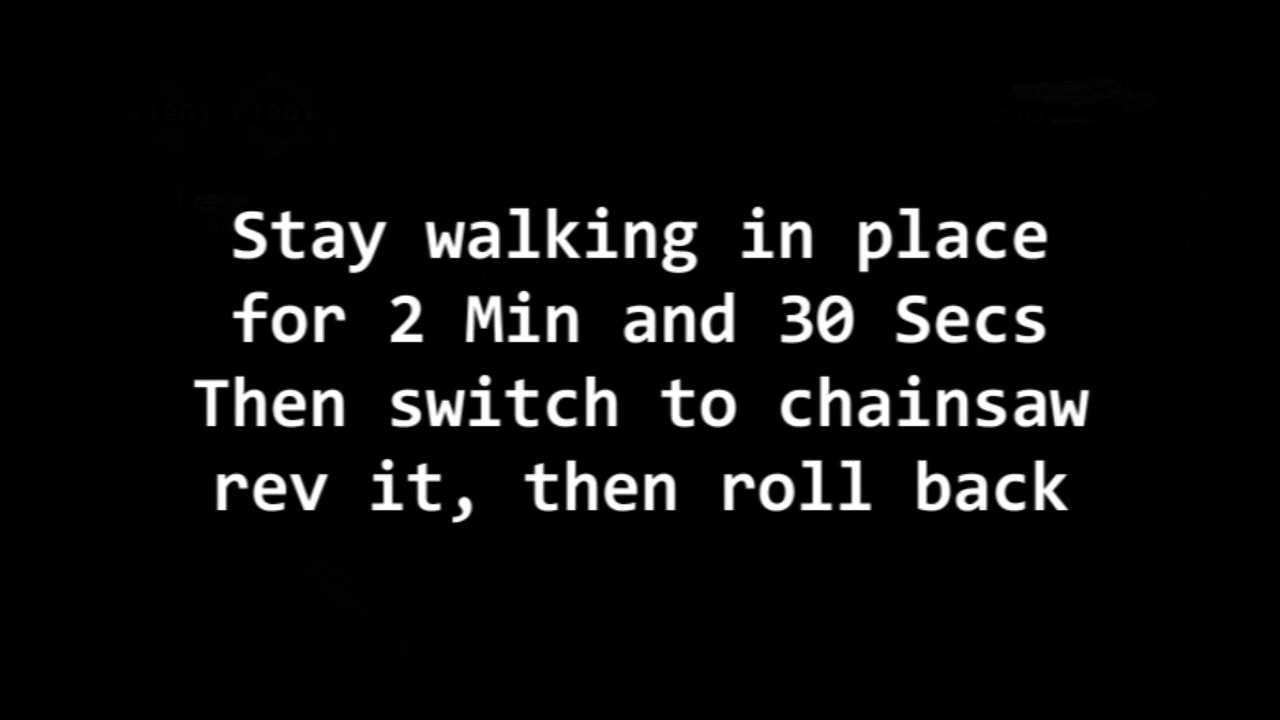 Stay walking in place
for 2 Min and 30 Secs
Then switch to chainsaw
rev it, then roll back